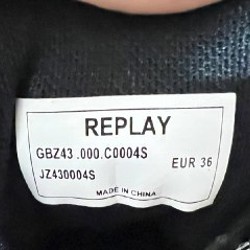 REPLAY
GBZ43 .000.C0004S
JZ430004S EUR 36
MADE IN CHINA